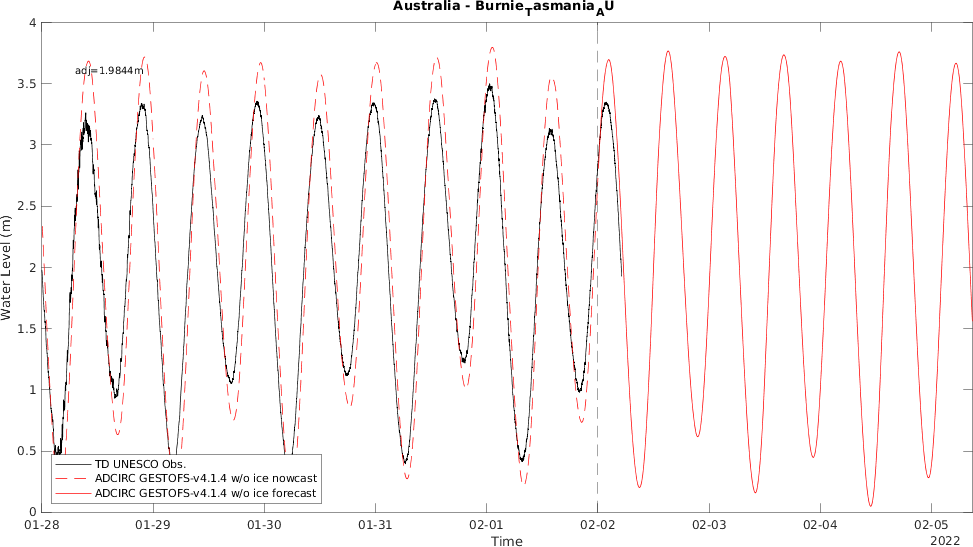 Australia - Burnie_Tasmania_AU
4
3.5
3
2.5
2
1.5
1
0.5
0
Water Level (m)
adj=1.9844m
TD UNESCO Obs.
ADCIRC GESTOFS-v4.1.4 w/o ice nowcast
ADCIRC GESTOFS-v4.1.4 w/o ice forecast
01-28
01-29
01-30
01-31
02-01
02-02
02-03
02-04
02-05
Time
2022